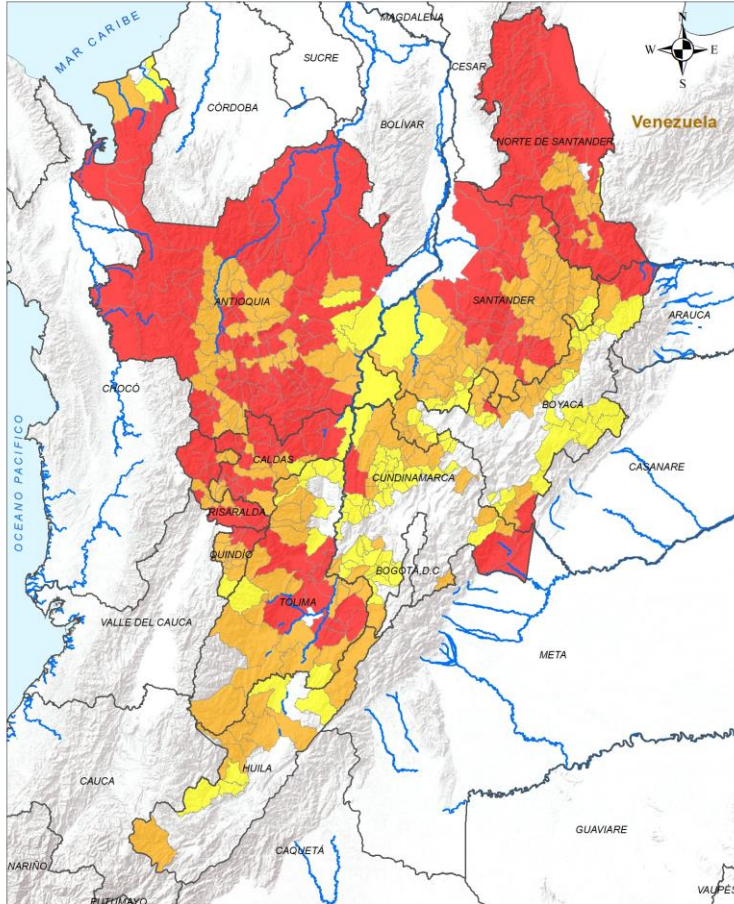 MAGDALENA
N
W E
S
MAR CARIBE
SUCRE
CESAR
CÓRDOBA
BOLÍVAR
Venezuela
NORTE DE SANTANDER
ANTIOQUIA
SANTANDER
ARAUCA
CHOCÓ
BOYACÁ
OCEANO PACIFICO
CALDAS
CUNDINAMARCA
CASANARE
RISARALDA
QUINDÍO
BOGOTÁ, D.C
TOLIMA
VALLE DEL CAUCA
META
HUILA
CAUCA
GUAVIARE
CAQUETÁ
NARIÑO
PUTUMAYO
VAUPÉS